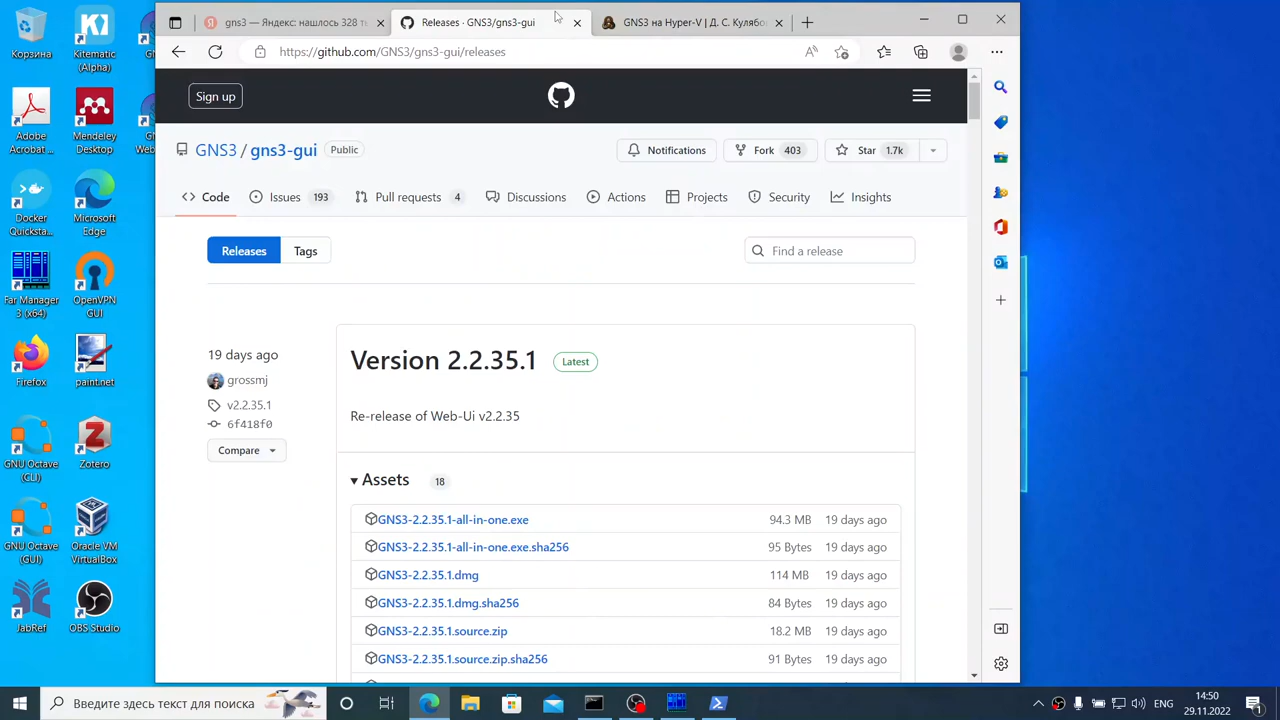 Корзина
Kitematic
(Alpha)
Adobe
Acrobat ...
Mendeley
Desktop
Docker
Quicksta...
Microsoft
Edge
Far Manager
3 (x64)
OpenVPN
GUI
Firefox
paint.net
GNU Octave
(CLI)
Zotero
GNU Octave
(GUI)
Oracle VM
VirtualBox
JabRef
OBS Studio
gns3 — Яндекс: нашлось 328 т
Releases · GNS3/gns3-gui
GNS3 на Hyper-V | Д. С. Кулябо
https://github.com/GNS3/gns3-gui/releases
Sign up
GNS3 / gns3-gui Public
Notifications
Fork 403
Star 1.7k
Code
Issues 193
Pull requests 4
Discussions
Actions
Projects
Security
Insights
Releases
Tags
Find a release
19 days ago
grossmj
v2.2.35.1
6f418f0
Compare
Version 2.2.35.1 Latest
Re-release of Web-Ui v2.2.35
Assets 18
GNS3-2.2.35.1-all-in-one.exe 94.3 MB 19 days ago
GNS3-2.2.35.1-all-in-one.exe.sha256 95 Bytes 19 days ago
GNS3-2.2.35.1.dmg 114 MB 19 days ago
GNS3-2.2.35.1.dmg.sha256 84 Bytes 19 days ago
GNS3-2.2.35.1.source.zip 18.2 MB 19 days ago
GNS3-2.2.35.1.source.zip.sha256 91 Bytes 19 days ago
Введите здесь текст для поиска
ENG
14:50
29.11.2022